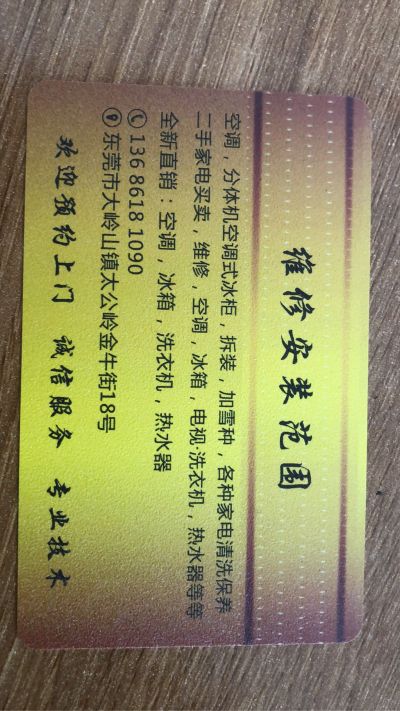 维修安装范围
空调，分体机空调式冰柜，拆装，加雪种，各种家电清洗保养
二手家电买卖，维修，空调，冰箱，电视·洗衣机，热水器等等
全新直销：空调，冰箱，洗衣机，热水器
136 8618 1090
东莞市大岭山镇太公岭金牛街18号
欢迎预约上门 诚信服务 专业技术